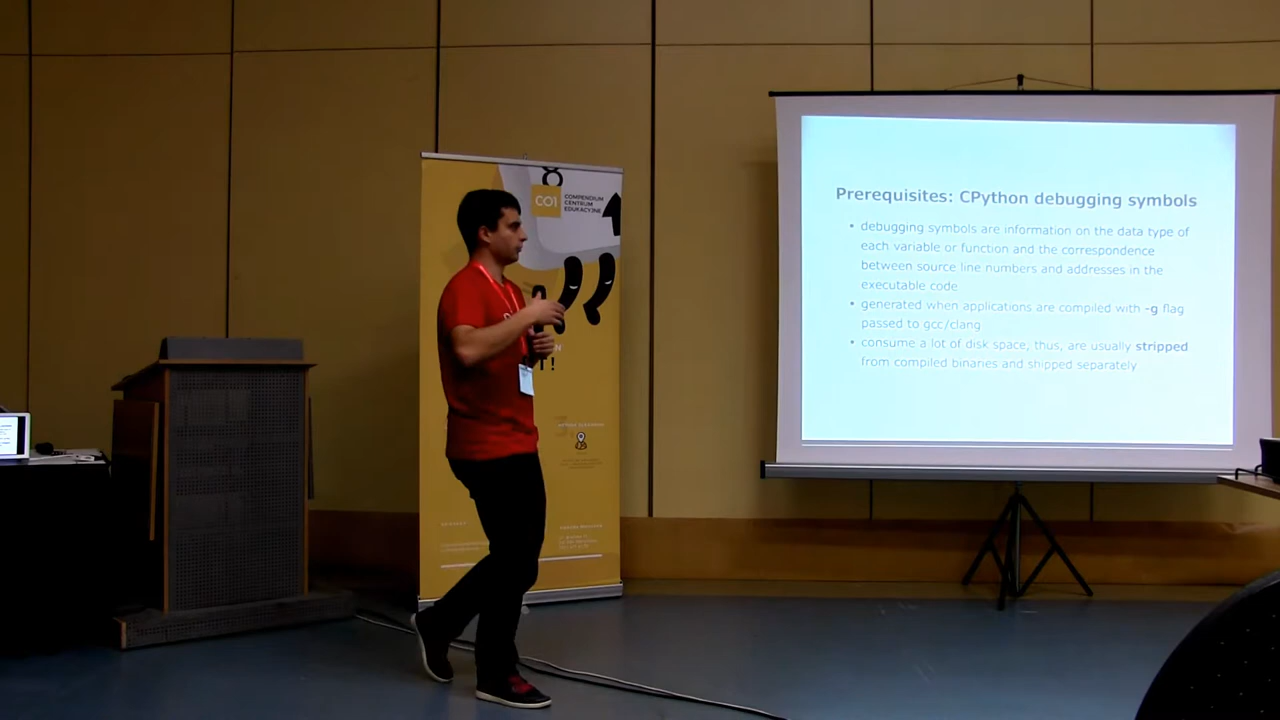 CO1
COMPENDIUM
CENTRUM
EDUKACYJNE
T!
Prerequisites: CPython debugging symbols
• debugging symbols are information on the data type of
each variable or function and the correspondence
between source line numbers and addresses in the
executable code
• generated when applications are compiled with -g flag
passed to gcc/clang
• consume a lot of disk space, thus, are usually stripped
from compiled binaries and shipped separately